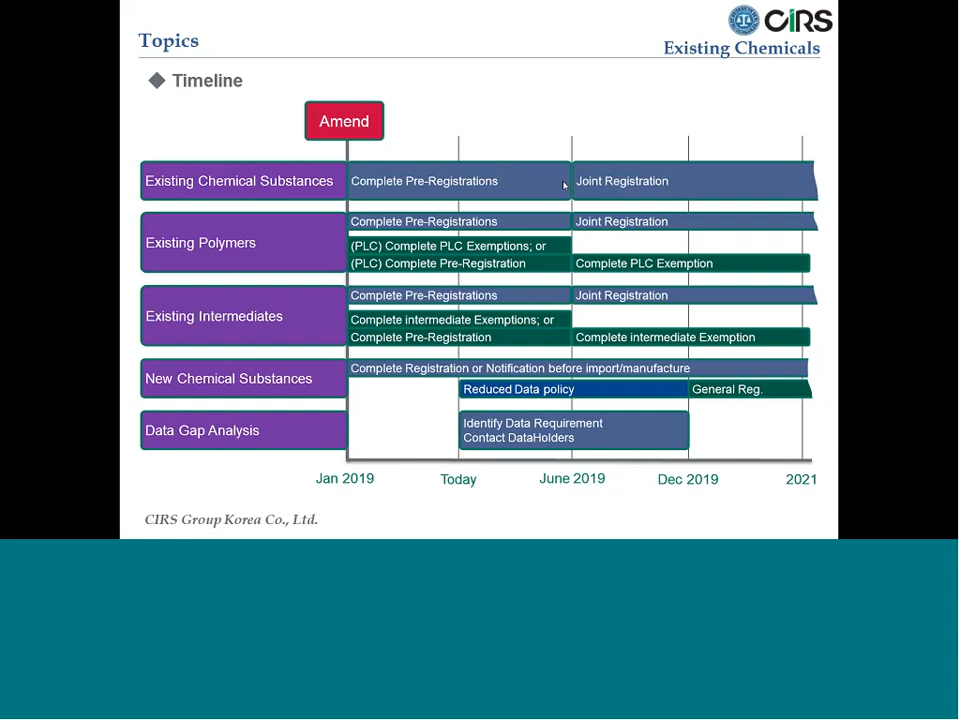 CIRS
Topics
Existing Chemicals
Timeline
Amend
Existing Chemical Substances
Complete Pre-Registrations
Joint Registration
Existing Polymers
Complete Pre-Registrations
Joint Registration
(PLC) Complete PLC Exemptions; or
(PLC) Complete Pre-Registration
Complete PLC Exemption
Existing Intermediates
Complete Pre-Registrations
Joint Registration
Complete intermediate Exemptions; or
Complete Pre-Registration
Complete intermediate Exemption
New Chemical Substances
Complete Registration or Notification before import/manufacture
Reduced Data policy
General Reg.
Data Gap Analysis
Identify Data Requirement
Contact DataHolders
Jan 2019
Today
June 2019
Dec 2019
2021
CIRS Group Korea Co., Ltd.